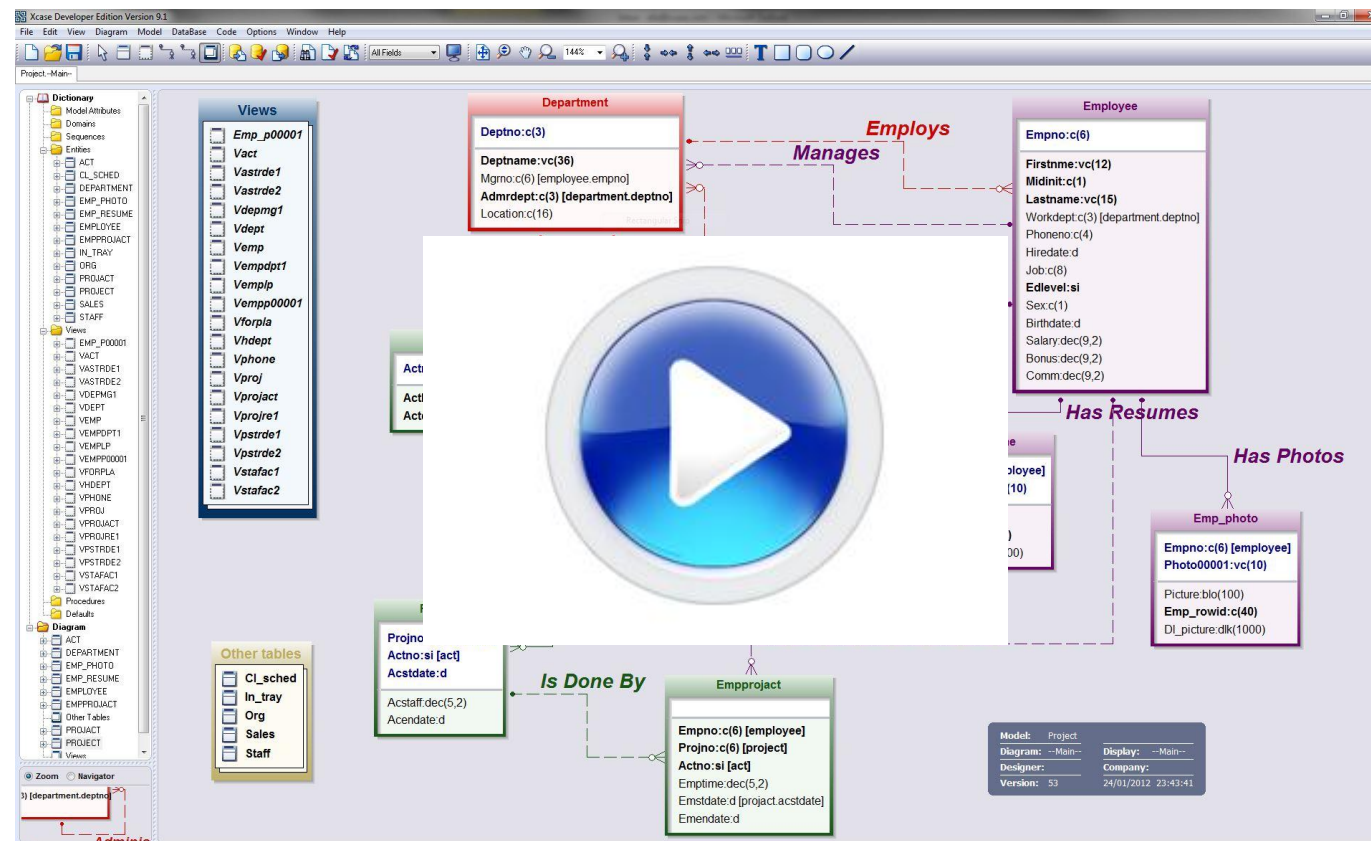 Xcase Developer Edition Version 9.1
File Edit View Diagram Model DataBase Code Options Window Help
All Fields
144%
Project.--Main--
Dictionary
Model Attributes
Domains
Sequences
Entities
ACT
CL_SCHED
DEPARTMENT
EMP_PHOTO
EMP_RESUME
EMPLOYEE
EMPPROJACT
IN_TRAY
ORG
PROJACT
PROJECT
SALES
STAFF
Views
EMP_P00001
VACT
VASTRDE1
VASTRDE2
VDEPMG1
VDEPT
VEMP
VEMPDPT1
VEMPLP
VEMPP00001
VFORPLA
VHDEPT
VPHONE
VPROJ
VPROJACT
VPROJRE1
VPSTRDE1
VPSTRDE2
VSTAFAC1
VSTAFAC2
Procedures
Defaults
Diagram
ACT
DEPARTMENT
EMP_PHOTO
EMP_RESUME
EMPLOYEE
EMPPROJACT
Other Tables
PROJACT
PROJECT
Views
Zoom Navigator
3) [department.deptno]
Adminis
Views
Emp_p00001
Vact
Vastrde1
Vastrde2
Vdepmg1
Vdept
Vemp
Vempdpt1
Vemplp
Vempp00001
Vforpla
Vhdept
Vphone
Vproj
Vprojact
Vprojre1
Vpstrde1
Vpstrde2
Vstafac1
Vstafac2
Other tables
Cl_sched
In_tray
Org
Sales
Staff
Department
Deptno:c(3)
Deptname:vc(36)
Mgrno:c(6) [employee.empno]
Admrdept:c(3) [department.deptno]
Location:c(16)
Employs
Manages
Employee
Empno:c(6)
Firstnme:vc(12)
Midinit:c(1)
Lastname:vc(15)
Workdept:c(3) [department.deptno]
Phoneno:c(4)
Hiredate:d
Job:c(8)
Edlevel:si
Sex:c(1)
Birthdate:d
Salary:dec(9,2)
Bonus:dec(9,2)
Comm:dec(9,2)
Has Resumes
Has Photos
ployee]
(10)
)
00)
Emp_photo
Empno:c(6) [employee]
Photo00001:vc(10)
Picture:blo(100)
Emp_rowid:c(40)
Dl_picture:dlk(1000)
Projno
Actno:si [act]
Acstdate:d
Acstaff:dec(5,2)
Acendate:d
Is Done By
Empprojact
Empno:c(6) [employee]
Projno:c(6) [project]
Actno:si [act]
Emptime:dec(5,2)
Emstdate:d [projact.acstdate]
Emendate:d
Model: Project
Diagram: --Main-- Display: --Main--
Designer: Company:
Version: 53 24/01/2012 23:43:41